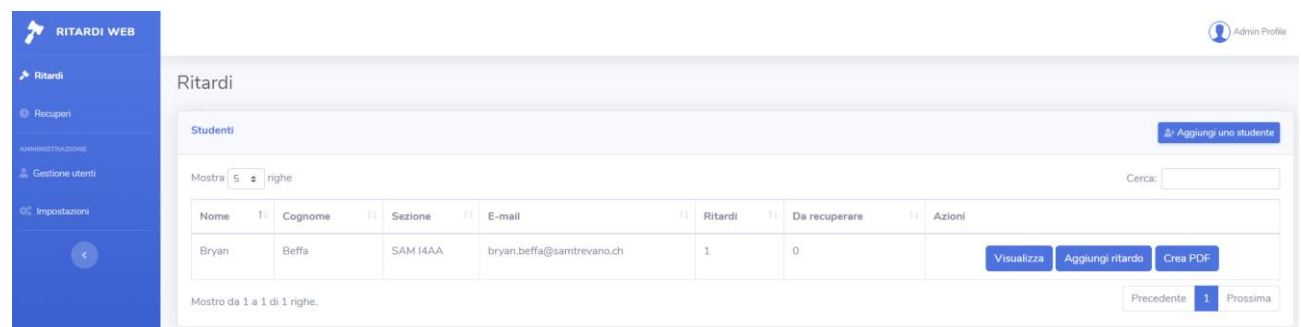 RITARDI WEB
Admin Profile
Ritardi
Recuperi
AMMINISTRAZIONE
Gestione utenti
Impostazioni
Ritardi
Studenti
Aggiungi uno studente
Mostra 5 righe
Cerca:
Nome Cognome Sezione E-mail Ritardi Da recuperare Azioni
Bryan Beffa SAM I4AA bryan.beffa@samtrevano.ch 1 0 Visualizza Aggiungi ritardo Crea PDF
Mostro da 1 a 1 di 1 righe.
Precedente 1 Prossima